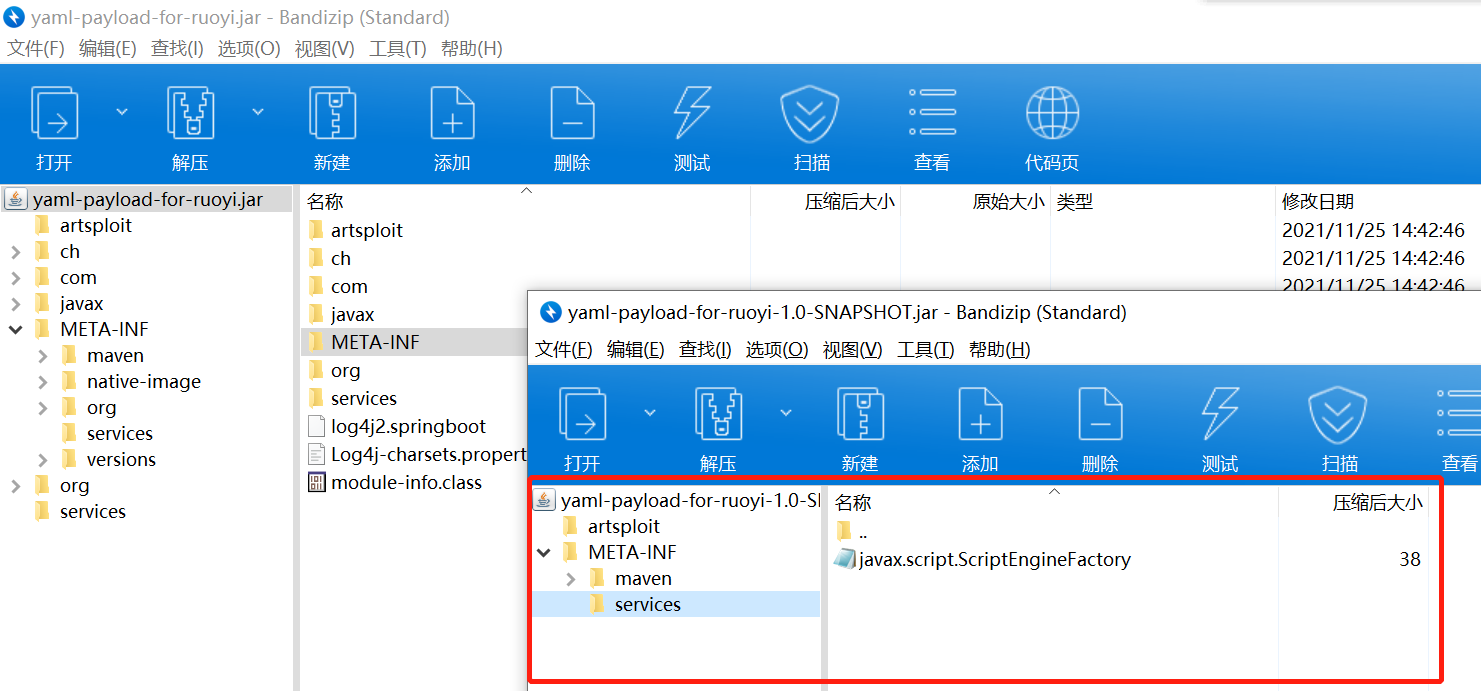 yaml-payload-for-ruoyi.jar - Bandizip (Standard)
文件(F) 编辑(E) 查找(I) 选项(O) 视图(V) 工具(T) 帮助(H)
打开 解压 新建 添加 删除 测试 扫描 查看 代码页
yaml-payload-for-ruoyi.jar
artsploit
ch
com
javax
META-INF
maven
native-image
org
services
versions
org
services
名称 压缩后大小 原始大小 类型 修改日期
artsploit 2021/11/25 14:42:46
ch 2021/11/25 14:42:46
com 2021/11/25 14:42:46
javax
META-INF
org
services
log4j2.springboot
Log4j-charsets.propert
module-info.class
yaml-payload-for-ruoyi-1.0-SNAPSHOT.jar - Bandizip (Standard)
文件(F) 编辑(E) 查找(I) 选项(O) 视图(V) 工具(T) 帮助(H)
打开 解压 新建 添加 删除 测试 扫描 查看
yaml-payload-for-ruoyi-1.0-SI
artsploit
META-INF
maven
services
名称 压缩后大小
..
javax.script.ScriptEngineFactory 38